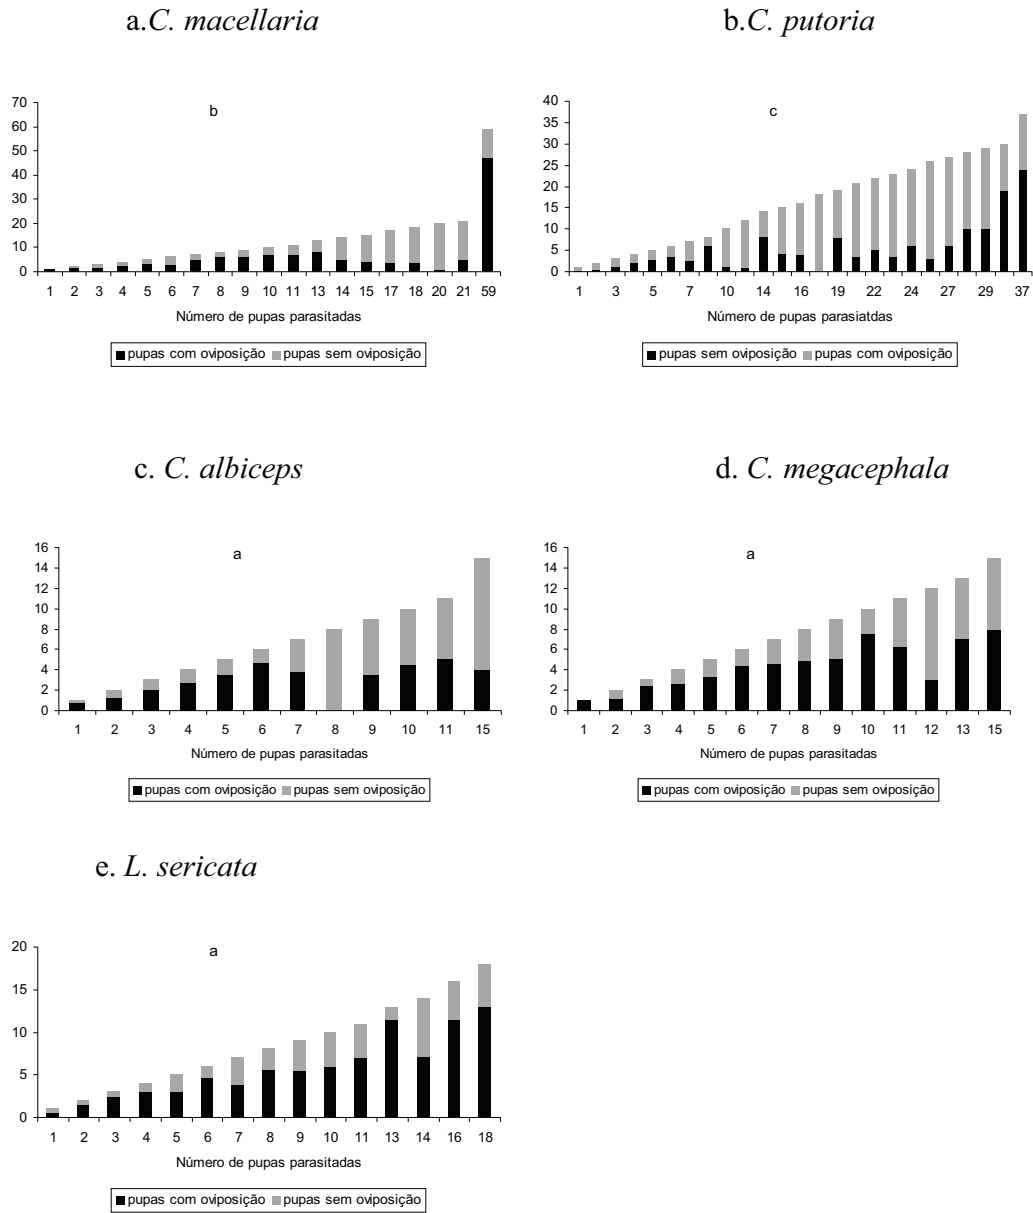 a.C. macellaria
b.C. putoria
b
70
60
50
40
30
20
10
0
1 2 3 4 5 6 7 8 9 10 11 13 14 15 17 18 20 21 59
Número de pupas parasitadas
pupas com oviposição pupas sem oviposição
c
40
35
30
25
20
15
10
5
0
1 3 5 7 10 14 16 19 22 24 27 29 37
Número de pupas parasiatdas
pupas sem oviposição pupas com oviposição
c. C. albiceps
d. C. megacephala
a
16
14
12
10
8
6
4
2
0
1 2 3 4 5 6 7 8 9 10 11 15
Número de pupas parasitadas
pupas com oviposição pupas sem oviposição
a
16
14
12
10
8
6
4
2
0
1 2 3 4 5 6 7 8 9 10 11 12 13 15
Número de pupas parasitadas
pupas com oviposição pupas sem oviposição
e. L. sericata
a
20
15
10
5
0
1 2 3 4 5 6 7 8 9 10 11 13 14 16 18
Número de pupas parasitadas
pupas com oviposição pupas sem oviposição